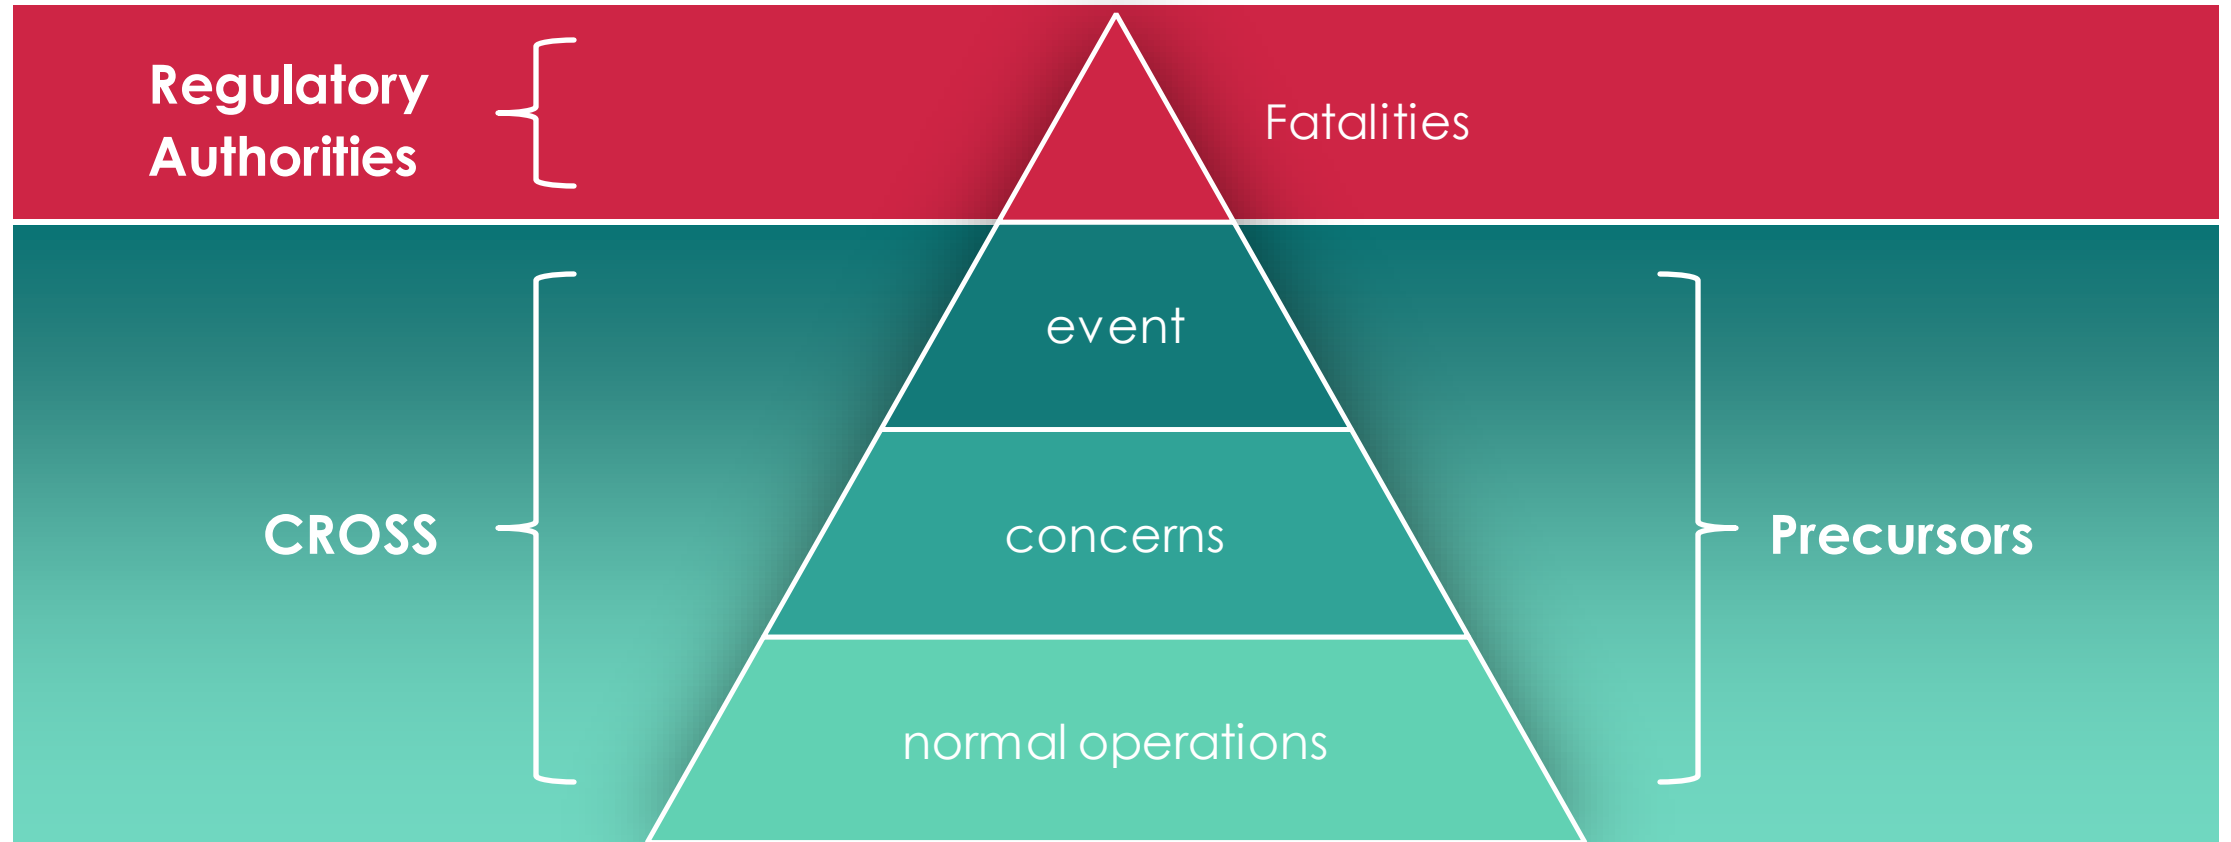 Regulatory
Authorities
Fatalities
event
concerns
CROSS
Precursors
normal operations